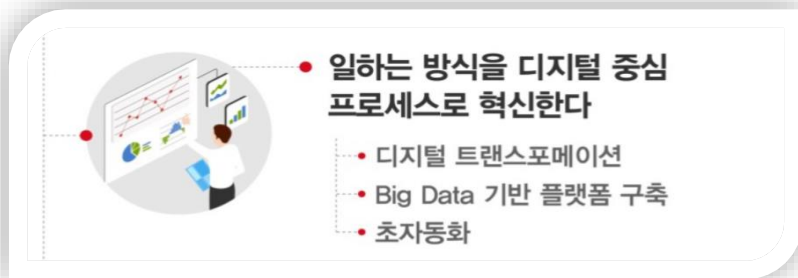 일하는 방식을 디지털 중심
프로세스로 혁신한다
디지털 트랜스포메이션
Big Data 기반 플랫폼 구축
초자동화